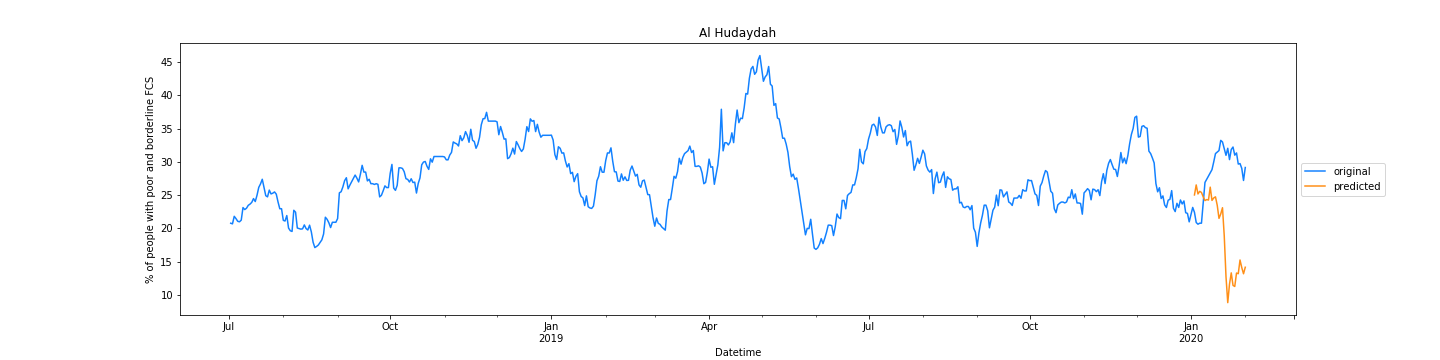 Al Hudaydah
% of people with poor and borderline FCS
45
40
35
30
25
20
15
10
Jul
Oct
Jan
2019
Apr
Jul
Oct
Jan
2020
Datetime
original
predicted